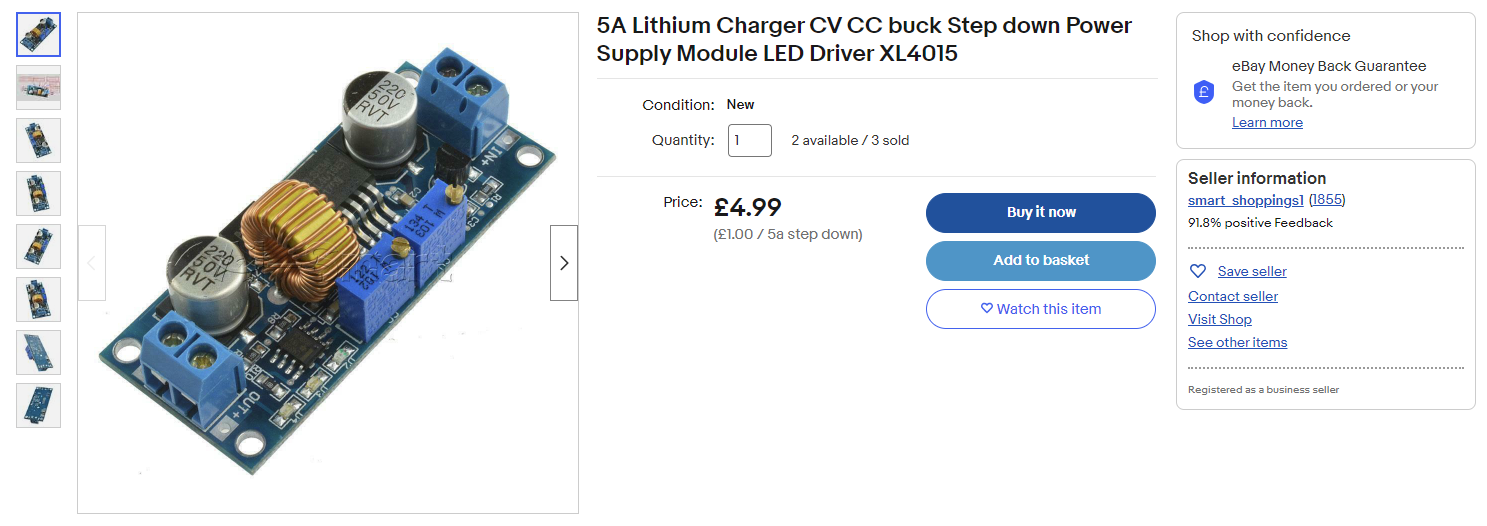 5A Lithium Charger CV CC buck Step down Power
Supply Module LED Driver XL4015
Condition: New
Quantity: 1 2 available / 3 sold
Price: £4.99
(£1.00 / 5a step down)
Buy it now
Add to basket
Watch this item
Shop with confidence
eBay Money Back Guarantee
Get the item you ordered or your
money back.
Learn more
Seller information
smart_shoppings1 (1855)
91.8% positive Feedback
Save seller
Contact seller
Visit Shop
See other items
Registered as a business seller
220
50V
RVT
IN+
220
50V
RVT
OUT+